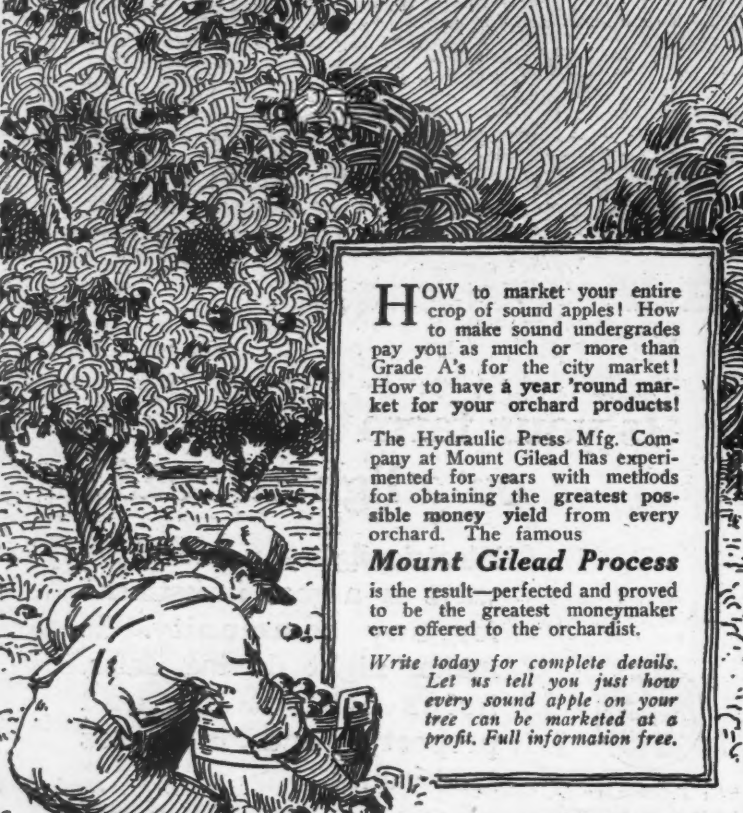 HOW to market your entire
crop of sound apples! How
to make sound undergrades
pay you as much or more than
Grade A's for the city market!
How to have a year 'round mar-
ket for your orchard products!
The Hydraulic Press Mfg. Com-
pany at Mount Gilead has experi-
mented for years with methods
for obtaining the greatest pos-
sible money yield from every
orchard. The famous
Mount Gilead Process
is the result—perfected and proved
to be the greatest moneymaker
ever offered to the orchardist.
Write today for complete details.
Let us tell you just how
every sound apple on your
tree can be marketed at a
profit. Full information free.